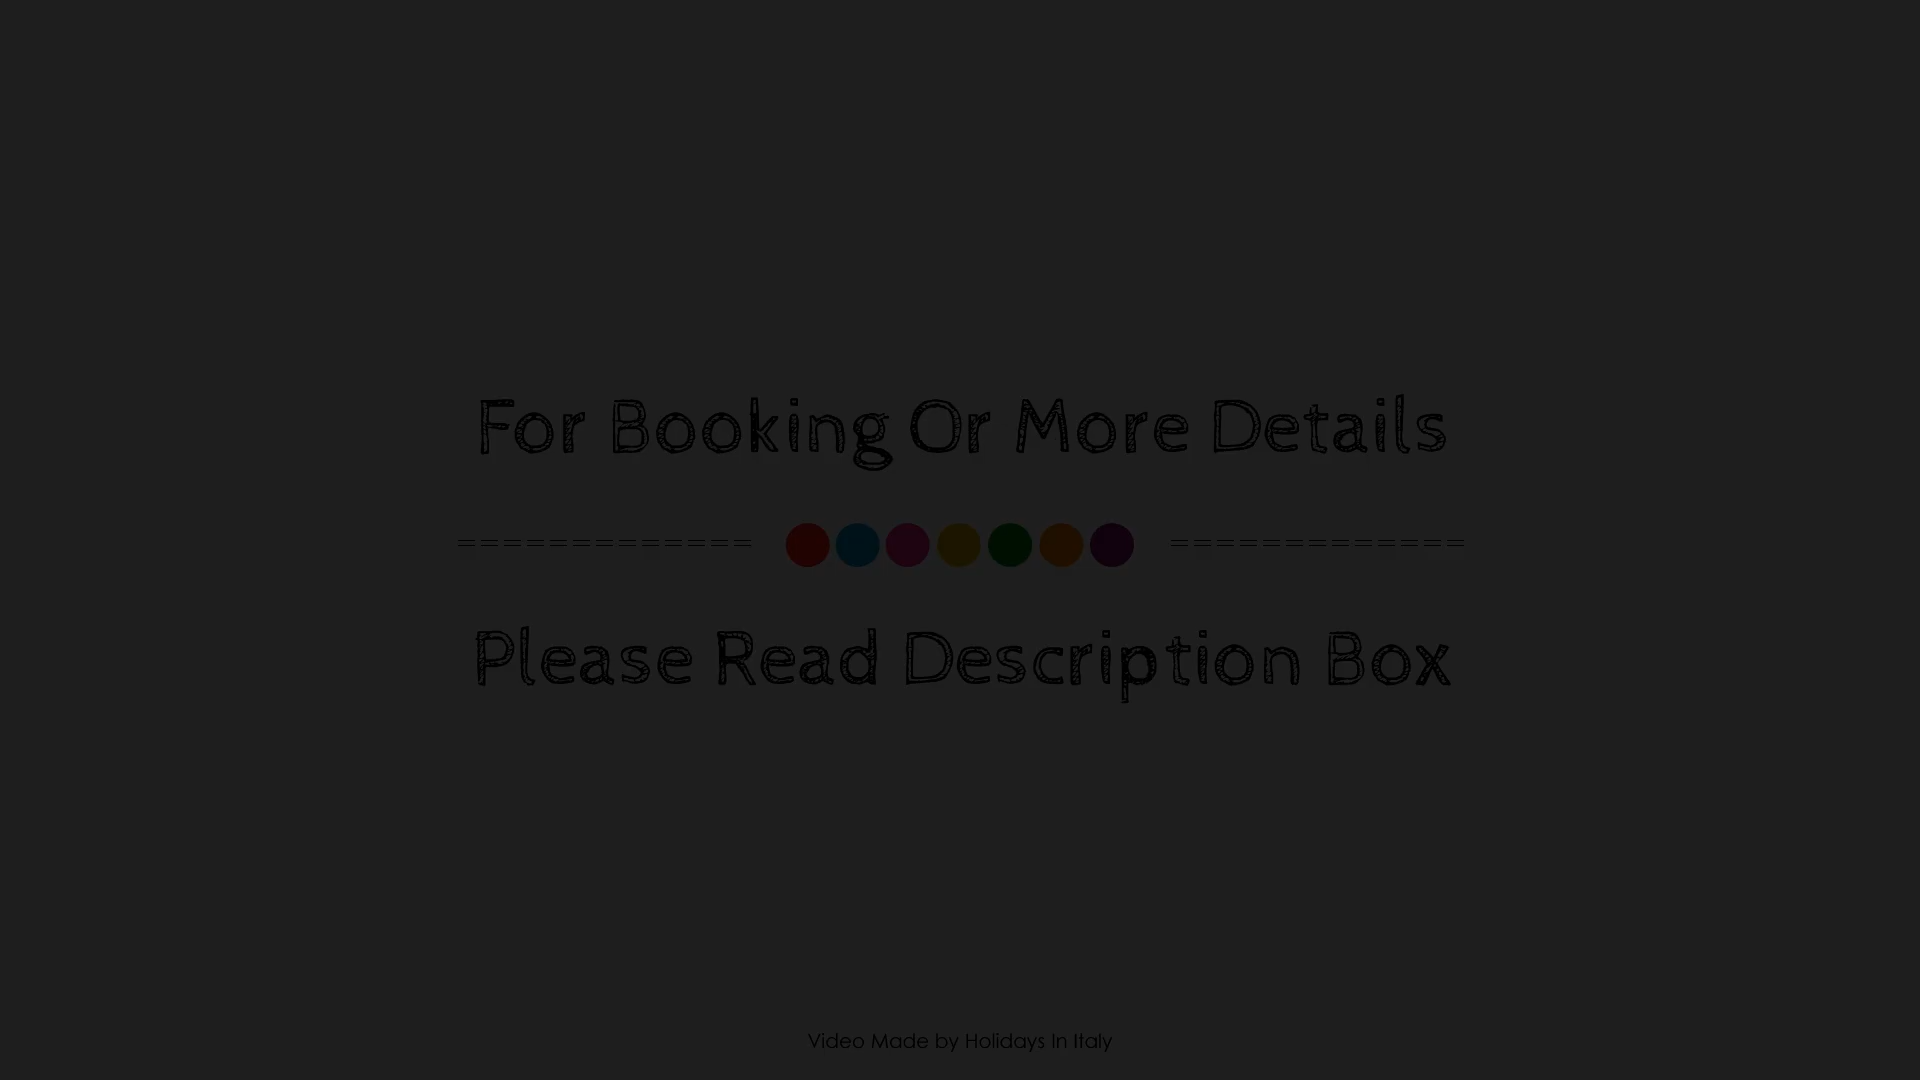 For Booking Or More Details
============= =============
Please Read Description Box
Video Made by Holidays In Italy